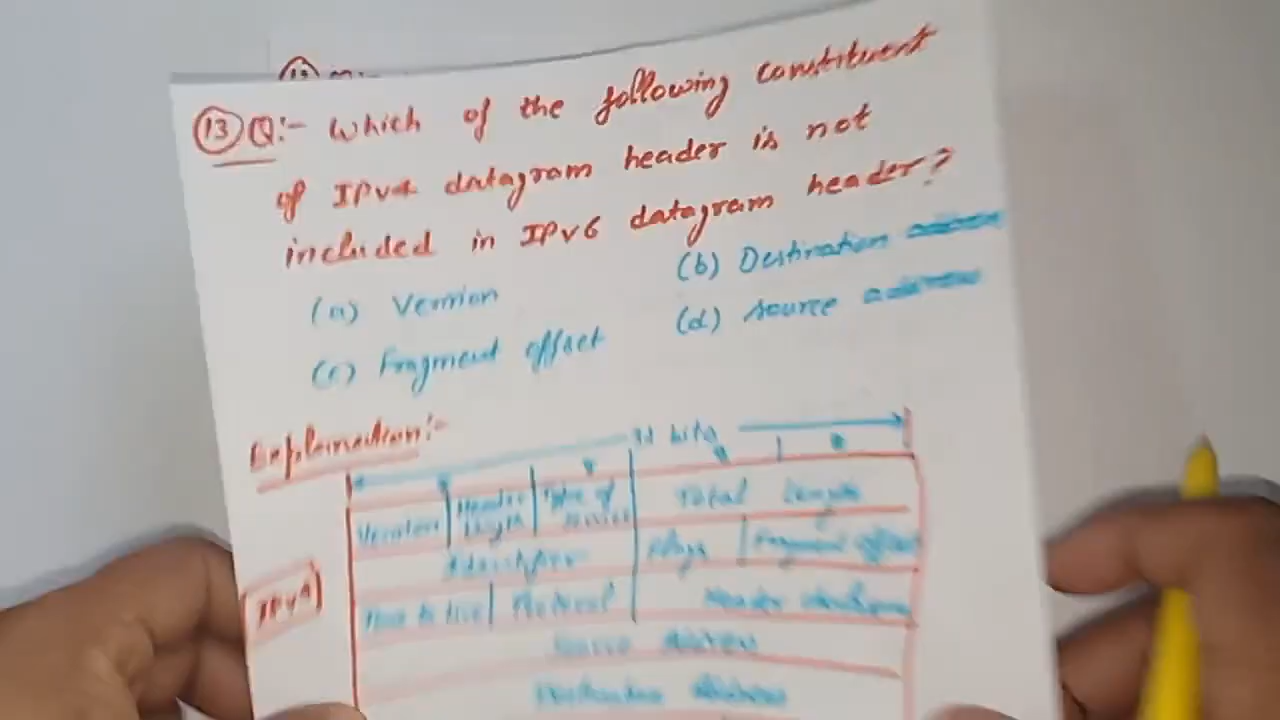 (13) Q:- Which of the following constituent
of IPv4 datagram header is not
included in IPv6 datagram header?
(a) Version
(b) Destination address
(c) Fragment offset
(d) Source address
Explanation:-
32 bits
Version Header Length Type of Service Total Length
Identifier Flags Fragment offset
IPv4
Time to live Protocol Header checksum
Source Address
Destination Address